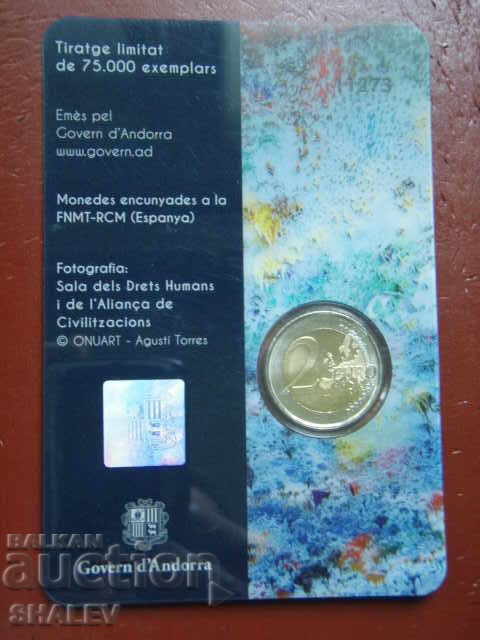 Tiratge limitat
de 75.000 exemplars
Emès pel
Govern d'Andorra
www.govern.ad
Monedes encunyades a la
FNMT-RCM (Espanya)
Fotografia:
Sala dels Drets Humans
i de l'Aliança de
Civilitzacions
© ONUART - Agustí Torres
11273
2 EURO
Govern d'Andorra
BALKAN
auction
SHALEV